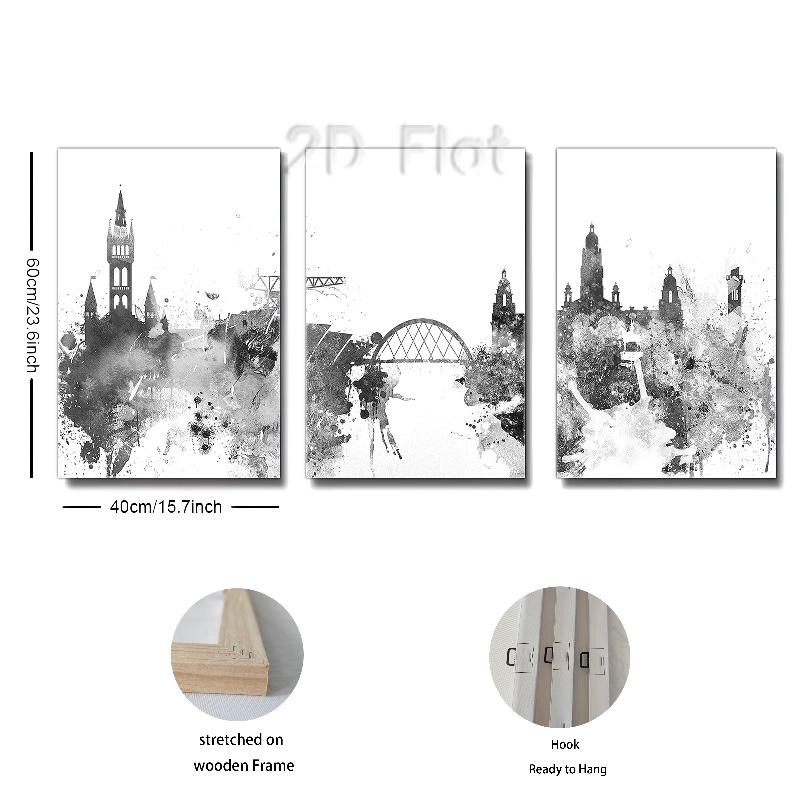 2D Flat
60cm/23.6inch
40cm/15.7inch
stretched on
wooden Frame
Hook
Ready to Hang